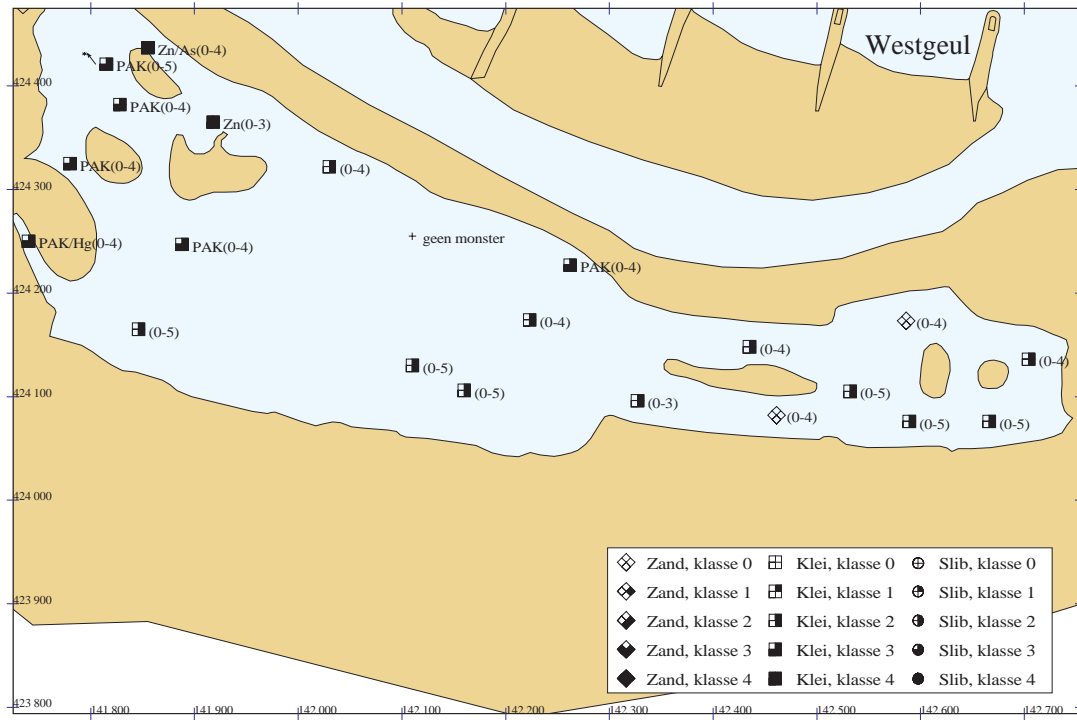 Westgeul
Zn/As(0-4)
PAK(0-5)
424 400
PAK(0-4)
Zn(0-3)
PAK(0-4)
(0-4)
424 300
PAK/Hg(0-4)
PAK(0-4)
geen monster
PAK(0-4)
424 200
(0-5)
(0-4)
(0-4)
(0-4)
(0-4)
(0-5)
(0-5)
(0-3)
(0-5)
424 100
(0-4)
(0-5)
(0-5)
424 000
Zand, klasse 0 Klei, klasse 0 Slib, klasse 0
Zand, klasse 1 Klei, klasse 1 Slib, klasse 1
Zand, klasse 2 Klei, klasse 2 Slib, klasse 2
Zand, klasse 3 Klei, klasse 3 Slib, klasse 3
Zand, klasse 4 Klei, klasse 4 Slib, klasse 4
423 900
423 800
141 800 141 900 142 000 142 100 142 200 142 300 142 400 142 500 142 600 142 700